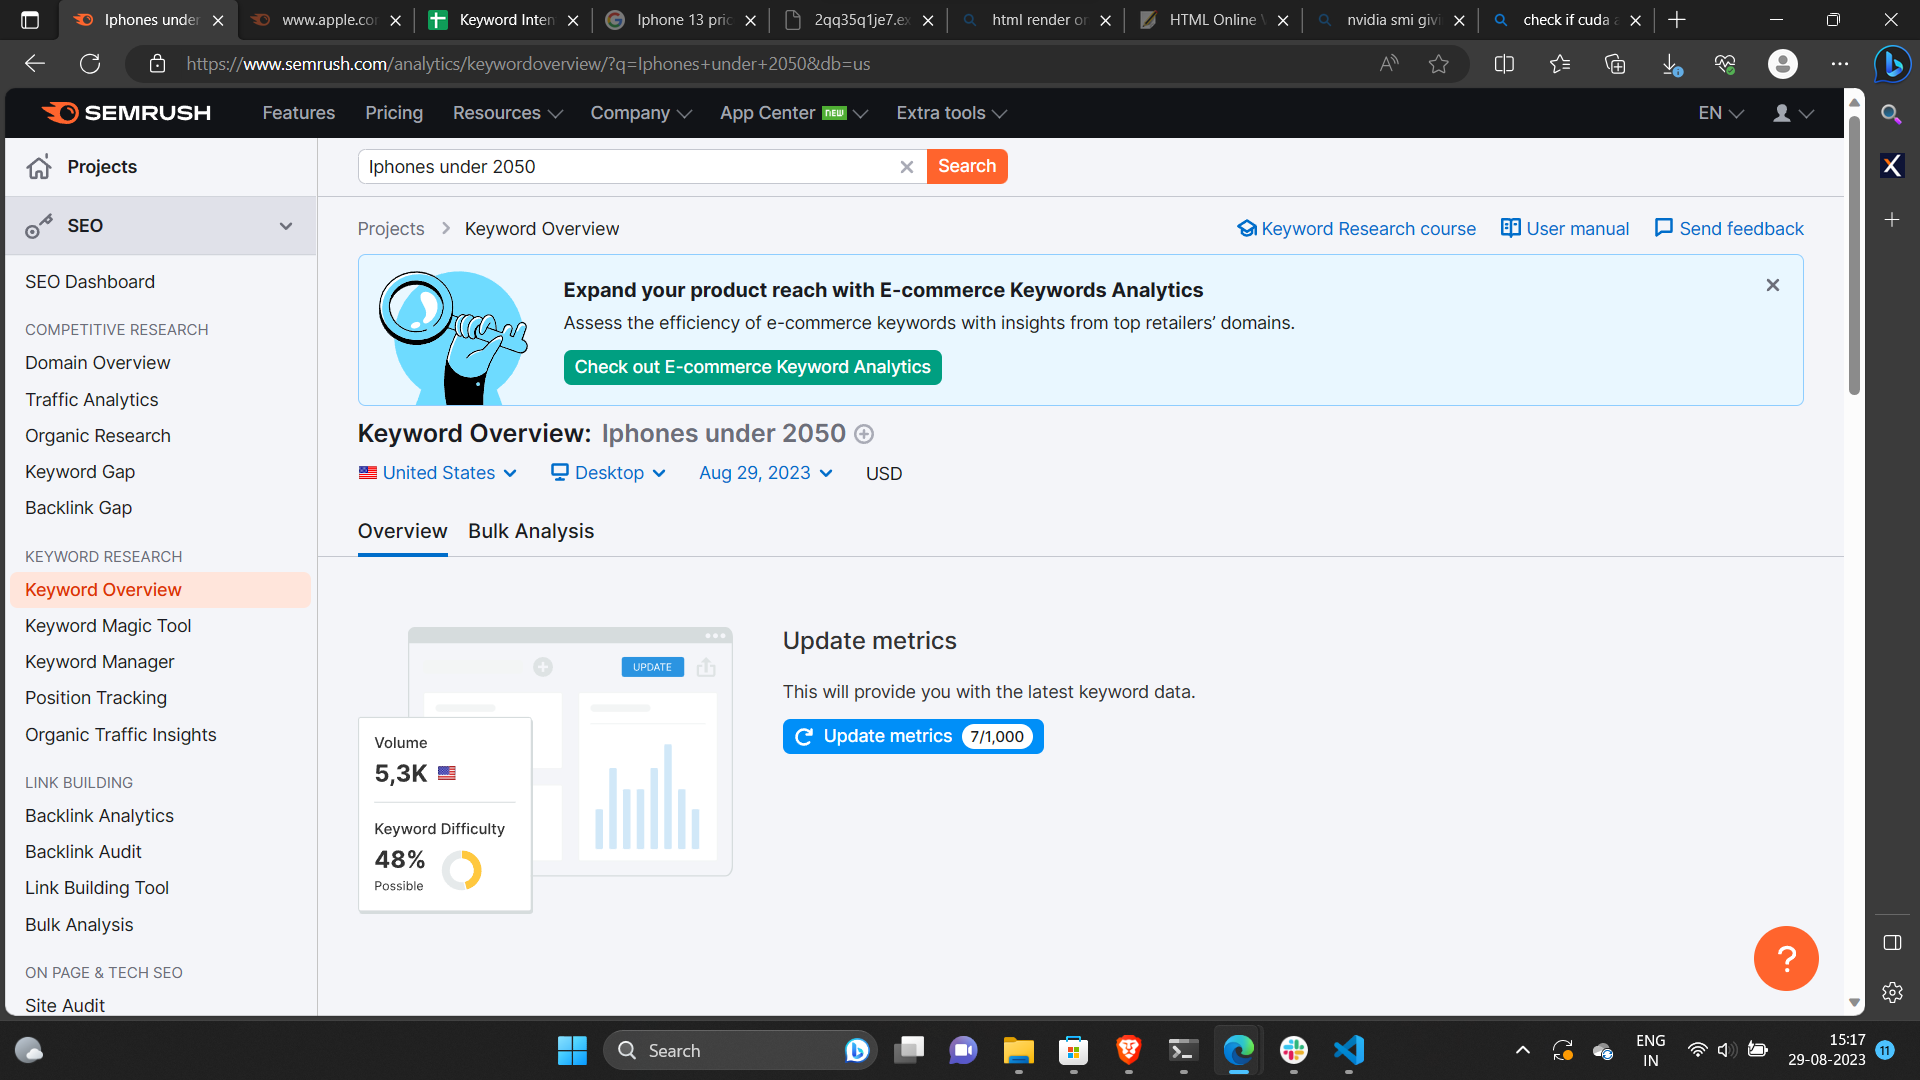 Iphones under
www.apple.co
Keyword Inten
Iphone 13 pric
2qq35q1je7.ex
html render or
HTML Online
nvidia smi givi
check if cuda
https://www.semrush.com/analytics/keywordoverview/?q=Iphones+under+2050&db=us
SEMRUSH
Features
Pricing
Resources
Company
App Center NEW
Extra tools
EN
Projects
Iphones under 2050
Search
SEO
Projects > Keyword Overview
Keyword Research course
User manual
Send feedback
SEO Dashboard
COMPETITIVE RESEARCH
Domain Overview
Traffic Analytics
Organic Research
Keyword Gap
Backlink Gap
KEYWORD RESEARCH
Keyword Overview
Keyword Magic Tool
Keyword Manager
Position Tracking
Organic Traffic Insights
LINK BUILDING
Backlink Analytics
Backlink Audit
Link Building Tool
Bulk Analysis
ON PAGE & TECH SEO
Site Audit
Expand your product reach with E-commerce Keywords Analytics
Assess the efficiency of e-commerce keywords with insights from top retailers’ domains.
Check out E-commerce Keyword Analytics
Keyword Overview: Iphones under 2050
United States
Desktop
Aug 29, 2023
USD
Overview
Bulk Analysis
UPDATE
Volume
5,3K
Keyword Difficulty
48%
Possible
Update metrics
This will provide you with the latest keyword data.
Update metrics 7/1,000
?
Search
ENG
IN
15:17
29-08-2023
11